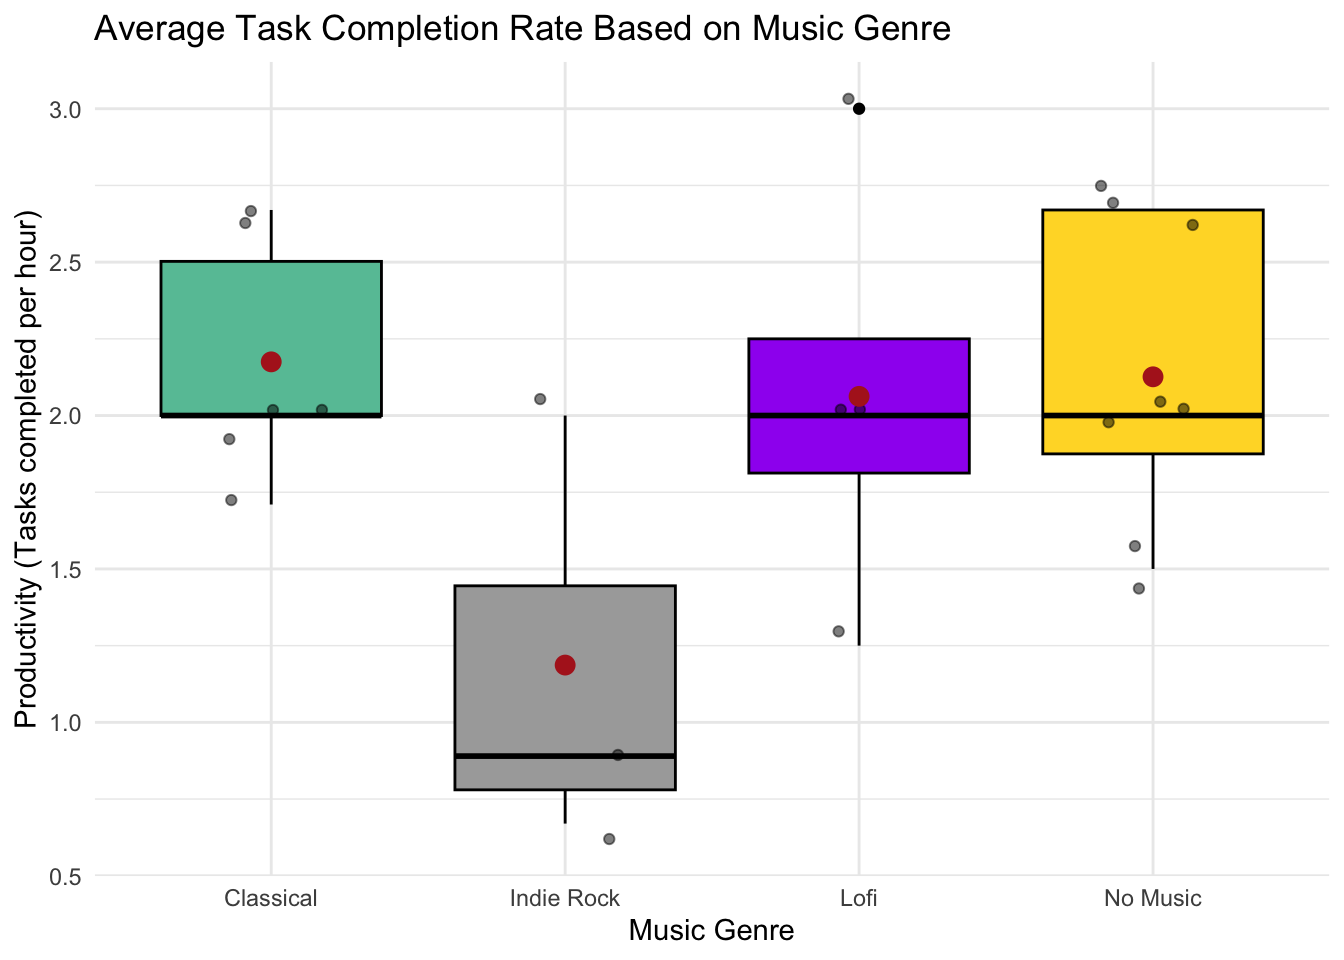 Average Task Completion Rate Based on Music Genre
Productivity (Tasks completed per hour)
3.0
2.5
2.0
1.5
1.0
0.5
Classical
Indie Rock
Lofi
No Music
Music Genre